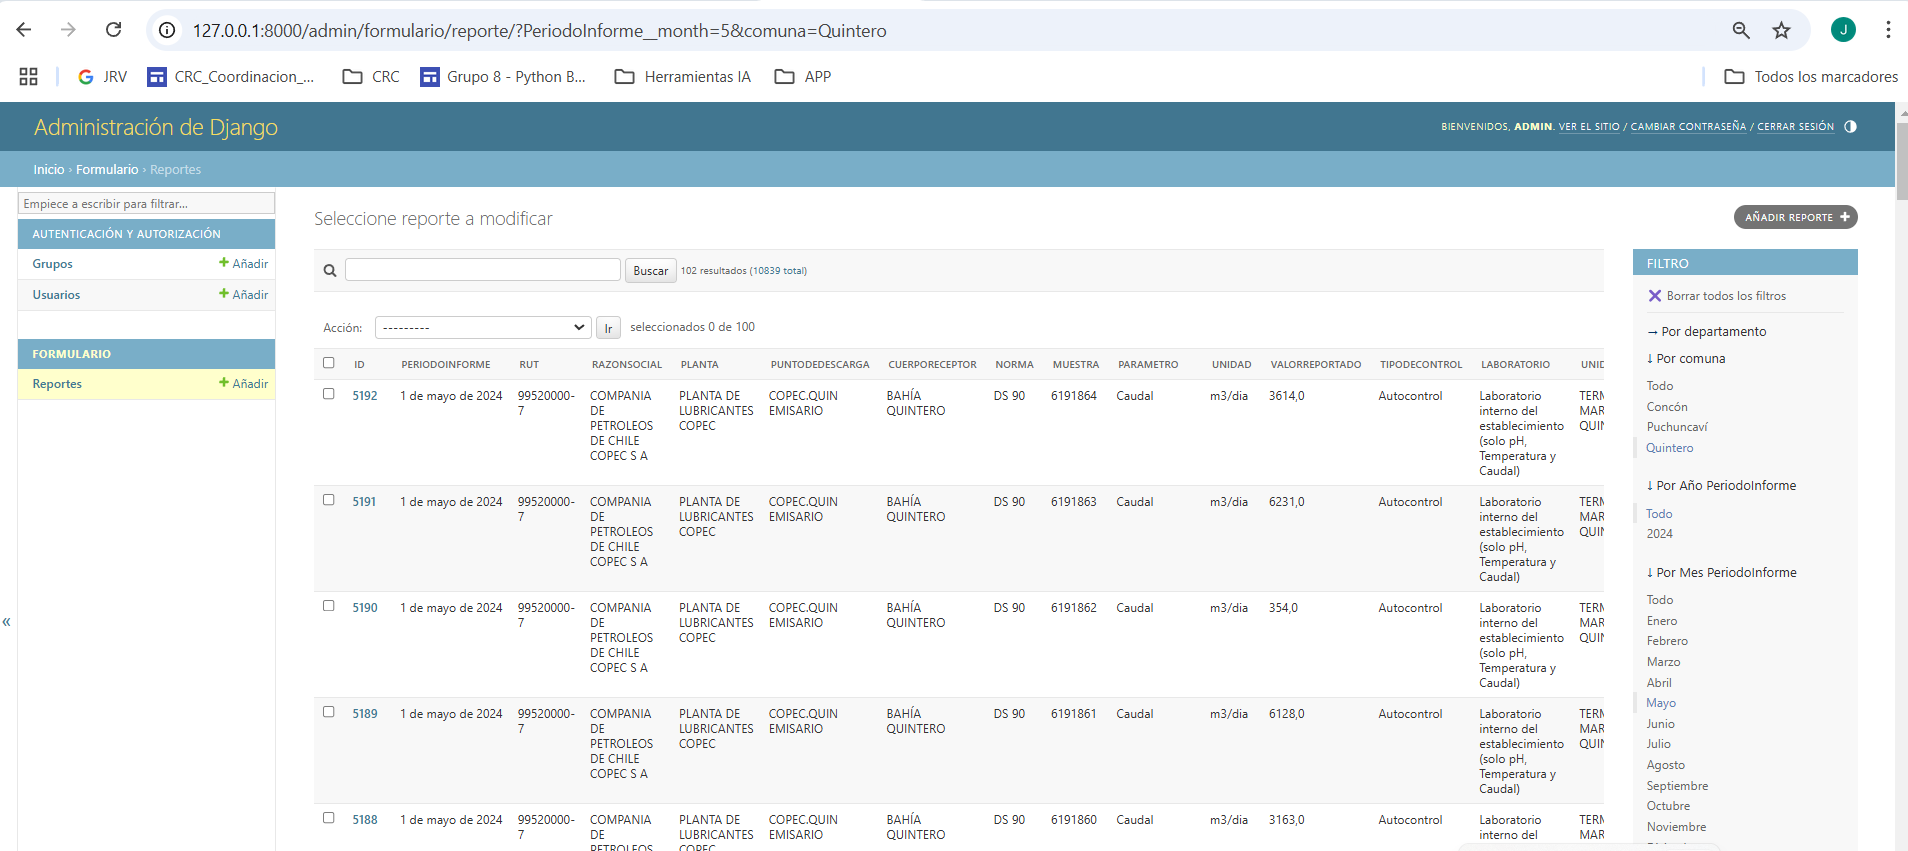 127.0.0.1:8000/admin/formulario/reporte/?PeriodoInforme__month=5&comuna=Quintero
J
JRV CRC_Coordinacion_... CRC Grupo 8 - Python B... Herramientas IA APP Todos los marcadores
Administración de Django
BIENVENIDOS, ADMIN. VER EL SITIO / CAMBIAR CONTRASEÑA / CERRAR SESIÓN
Inicio › Formulario › Reportes
Empiece a escribir para filtrar...
AUTENTICACIÓN Y AUTORIZACIÓN
Grupos + Añadir
Usuarios + Añadir
FORMULARIO
Reportes + Añadir
«
Seleccione reporte a modificar
AÑADIR REPORTE +
Buscar 102 resultados (10839 total)
Acción: --------- Ir seleccionados 0 de 100
ID PERIODOINFORME RUT RAZONSOCIAL PLANTA PUNTODEDESCARGA CUERPORECEPTOR NORMA MUESTRA PARAMETRO UNIDAD VALORREPORTADO TIPODECONTROL LABORATORIO UNID
5192 1 de mayo de 2024 99520000- COMPANIA PLANTA DE COPEC.QUIN BAHÍA DS 90 6191864 Caudal m3/dia 3614,0 Autocontrol Laboratorio TERM
7 DE LUBRICANTES EMISARIO QUINTERO interno del MAR
PETROLEOS COPEC establecimiento QUIN
DE CHILE (solo pH,
COPEC S A Temperatura y
Caudal)
5191 1 de mayo de 2024 99520000- COMPANIA PLANTA DE COPEC.QUIN BAHÍA DS 90 6191863 Caudal m3/dia 6231,0 Autocontrol Laboratorio TERM
7 DE LUBRICANTES EMISARIO QUINTERO interno del MAR
PETROLEOS COPEC establecimiento QUIN
DE CHILE (solo pH,
COPEC S A Temperatura y
Caudal)
5190 1 de mayo de 2024 99520000- COMPANIA PLANTA DE COPEC.QUIN BAHÍA DS 90 6191862 Caudal m3/dia 354,0 Autocontrol Laboratorio TERM
7 DE LUBRICANTES EMISARIO QUINTERO interno del MAR
PETROLEOS COPEC establecimiento QUIN
DE CHILE (solo pH,
COPEC S A Temperatura y
Caudal)
5189 1 de mayo de 2024 99520000- COMPANIA PLANTA DE COPEC.QUIN BAHÍA DS 90 6191861 Caudal m3/dia 6128,0 Autocontrol Laboratorio TERM
7 DE LUBRICANTES EMISARIO QUINTERO interno del MAR
PETROLEOS COPEC establecimiento QUIN
DE CHILE (solo pH,
COPEC S A Temperatura y
Caudal)
5188 1 de mayo de 2024 99520000- COMPANIA PLANTA DE COPEC.QUIN BAHÍA DS 90 6191860 Caudal m3/dia 3163,0 Autocontrol Laboratorio TERM
7 DE LUBRICANTES EMISARIO QUINTERO interno del MAR
PETROLEOS COPEC establecimiento QUIN
FILTRO
Borrar todos los filtros
→ Por departamento
↓ Por comuna
Todo
Concón
Puchuncaví
Quintero
↓ Por Año PeriodoInforme
Todo
2024
↓ Por Mes PeriodoInforme
Todo
Enero
Febrero
Marzo
Abril
Mayo
Junio
Julio
Agosto
Septiembre
Octubre
Noviembre